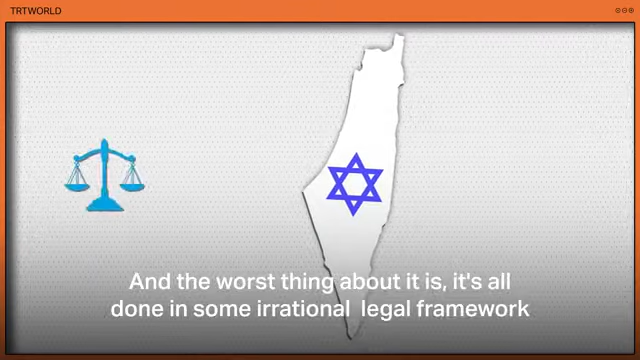 TRTWORLD
And the worst thing about it is, it's all
done in some irrational legal framework